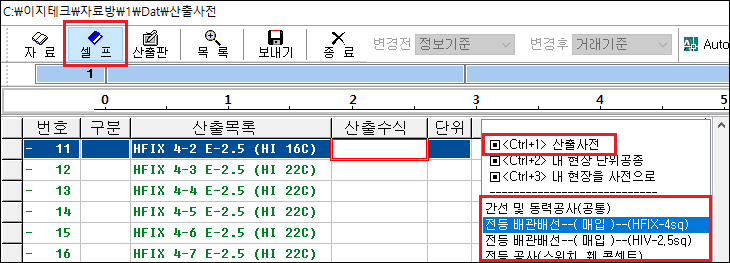 C:₩이지테크₩자료방₩1₩Dat₩산출사전
자 료 셀 프 산출판 목 록 보내기 종 료 변경전 정보기준 변경후 거래기준 Auto
1
0 1 2 3 4 5
번호 구분 산출목록 산출수식 단위
- 11 HFIX 4-2 E-2.5 (HI 16C)
- 12 HFIX 4-3 E-2.5 (HI 22C)
- 13 HFIX 4-4 E-2.5 (HI 22C)
- 14 HFIX 4-5 E-2.5 (HI 22C)
- 15 HFIX 4-6 E-2.5 (HI 22C)
- 16 HFIX 4-7 E-2.5 (HI 22C)
▣<Ctrl+1> 산출사전
▣<Ctrl+2> 내 현장 단위공종
▣<Ctrl+3> 내 현장을 사전으로
----------------------------
간선 및 동력공사(공통)
전등 배관배선--( 매입 )--(HFIX-4sq)
전등 배관배선--( 매입 )--(HIV-2,5sq)
전등 공사(스위치, 콘센트)